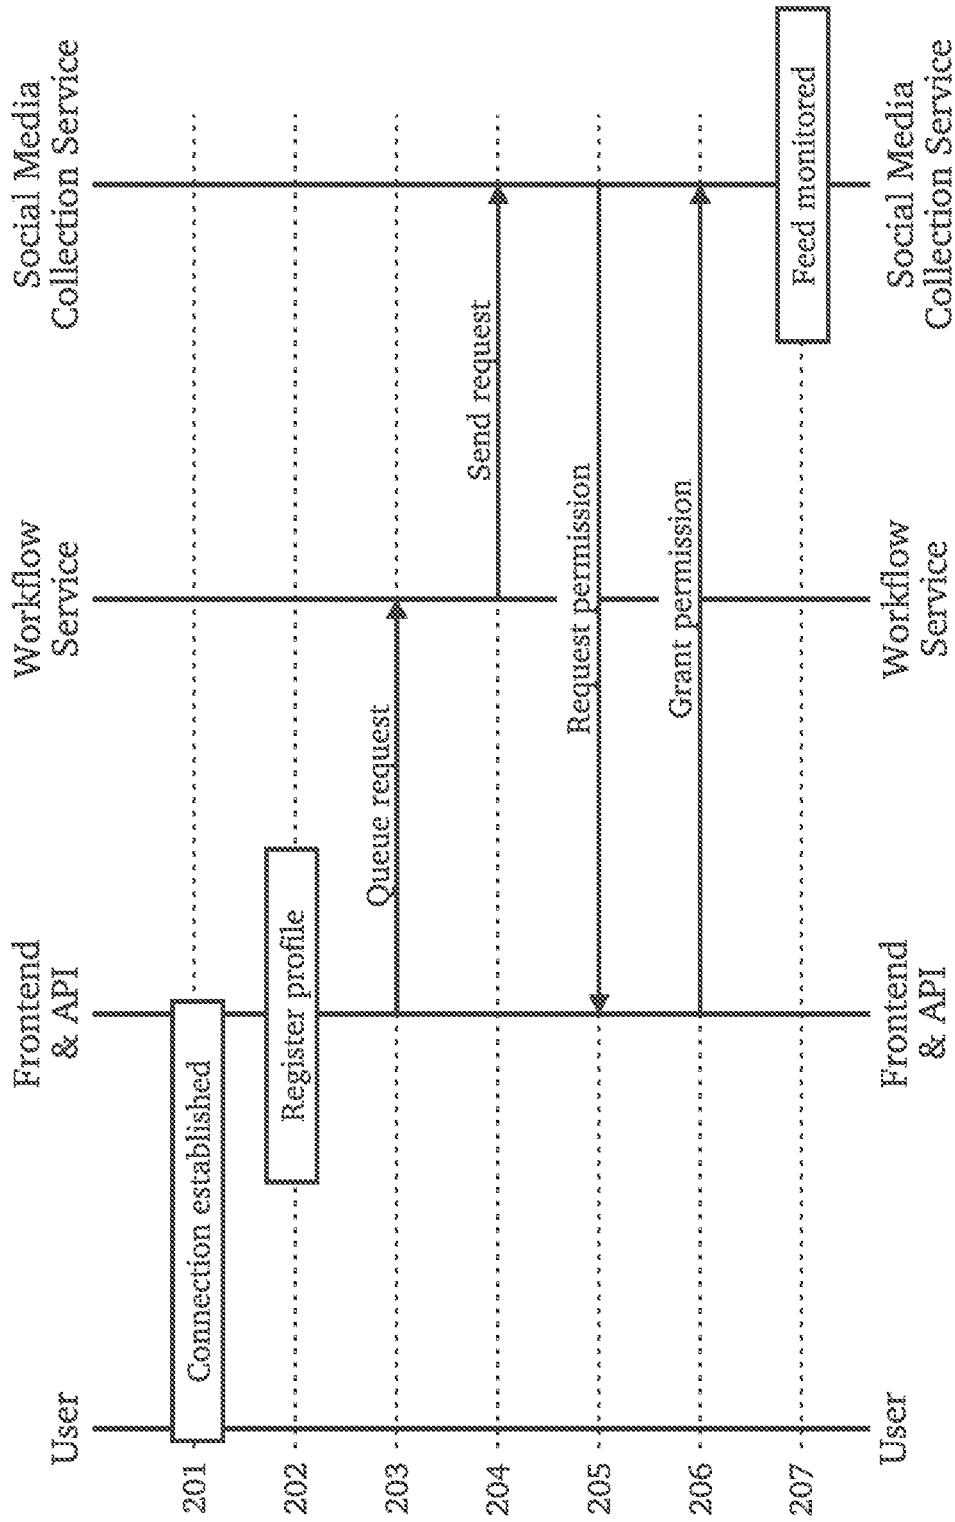 User
Frontend
& API
Workflow
Service
Social Media
Collection Service
201
Connection established
202
Register profile
203
Queue request
204
Send request
205
Request permission
206
Grant permission
207
Feed monitored
User
Frontend
& API
Workflow
Service
Social Media
Collection Service